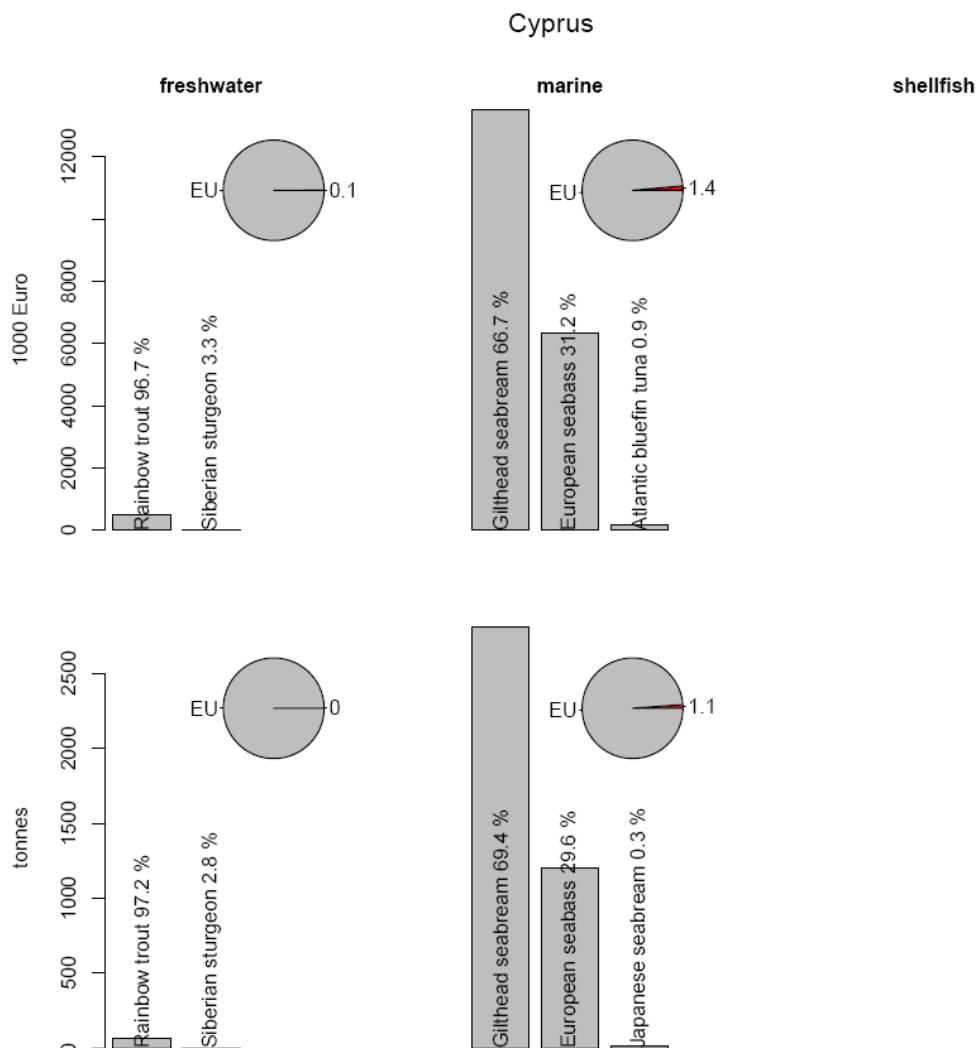 Cyprus
freshwater
marine
shellfish
1000 Euro
12000
8000
6000
4000
2000
0
EU
0.1
Rainbow trout 96.7 %
Siberian sturgeon 3.3 %
EU
1.4
Gilthead seabream 66.7 %
European seabass 31.2 %
Atlantic bluefin tuna 0.9 %
tonnes
2500
2000
1500
1000
500
0
EU
0
Rainbow trout 97.2 %
Siberian sturgeon 2.8 %
EU
1.1
Gilthead seabream 69.4 %
European seabass 29.6 %
Japanese seabream 0.3 %